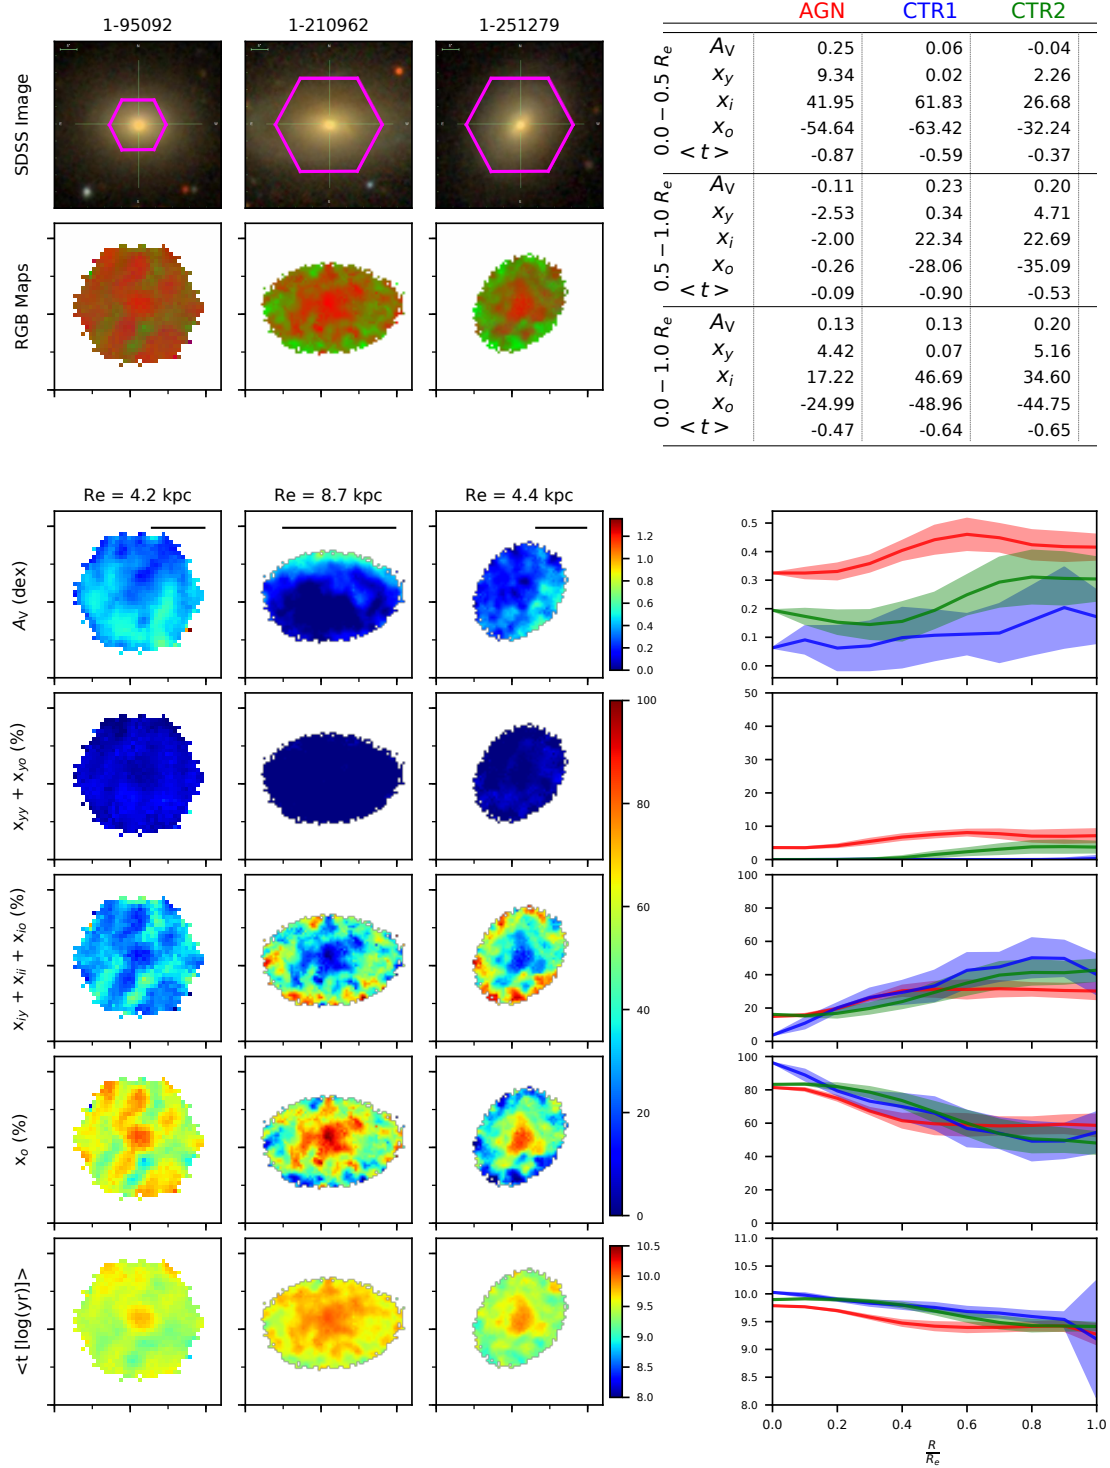 1-95092 1-210962 1-251279
SDSS Image
RGB Maps
AGN CTR1 CTR2
0.0 − 0.5 Re
AV 0.25 0.06 -0.04
xy 9.34 0.02 2.26
xi 41.95 61.83 26.68
xo -54.64 -63.42 -32.24
<t> -0.87 -0.59 -0.37
0.5 − 1.0 Re
AV -0.11 0.23 0.20
xy -2.53 0.34 4.71
xi -2.00 22.34 22.69
xo -0.26 -28.06 -35.09
<t> -0.09 -0.90 -0.53
0.0 − 1.0 Re
AV 0.13 0.13 0.20
xy 4.42 0.07 5.16
xi 17.22 46.69 34.60
xo -24.99 -48.96 -44.75
<t> -0.47 -0.64 -0.65
Re = 4.2 kpc Re = 8.7 kpc Re = 4.4 kpc
AV (dex)
1.2
1.0
0.8
0.6
0.4
0.2
0.0
0.5
0.4
0.3
0.2
0.1
0.0
xyy + xyo (%)
100
80
60
40
20
0
50
40
30
20
10
0
xiy + xii + xio (%)
100
80
60
40
20
0
xo (%)
100
80
60
40
20
0
<t [log(yr)]>
10.5
10.0
9.5
9.0
8.5
8.0
11.0
10.5
10.0
9.5
9.0
8.5
8.0
0.0 0.2 0.4 0.6 0.8 1.0
R
Re